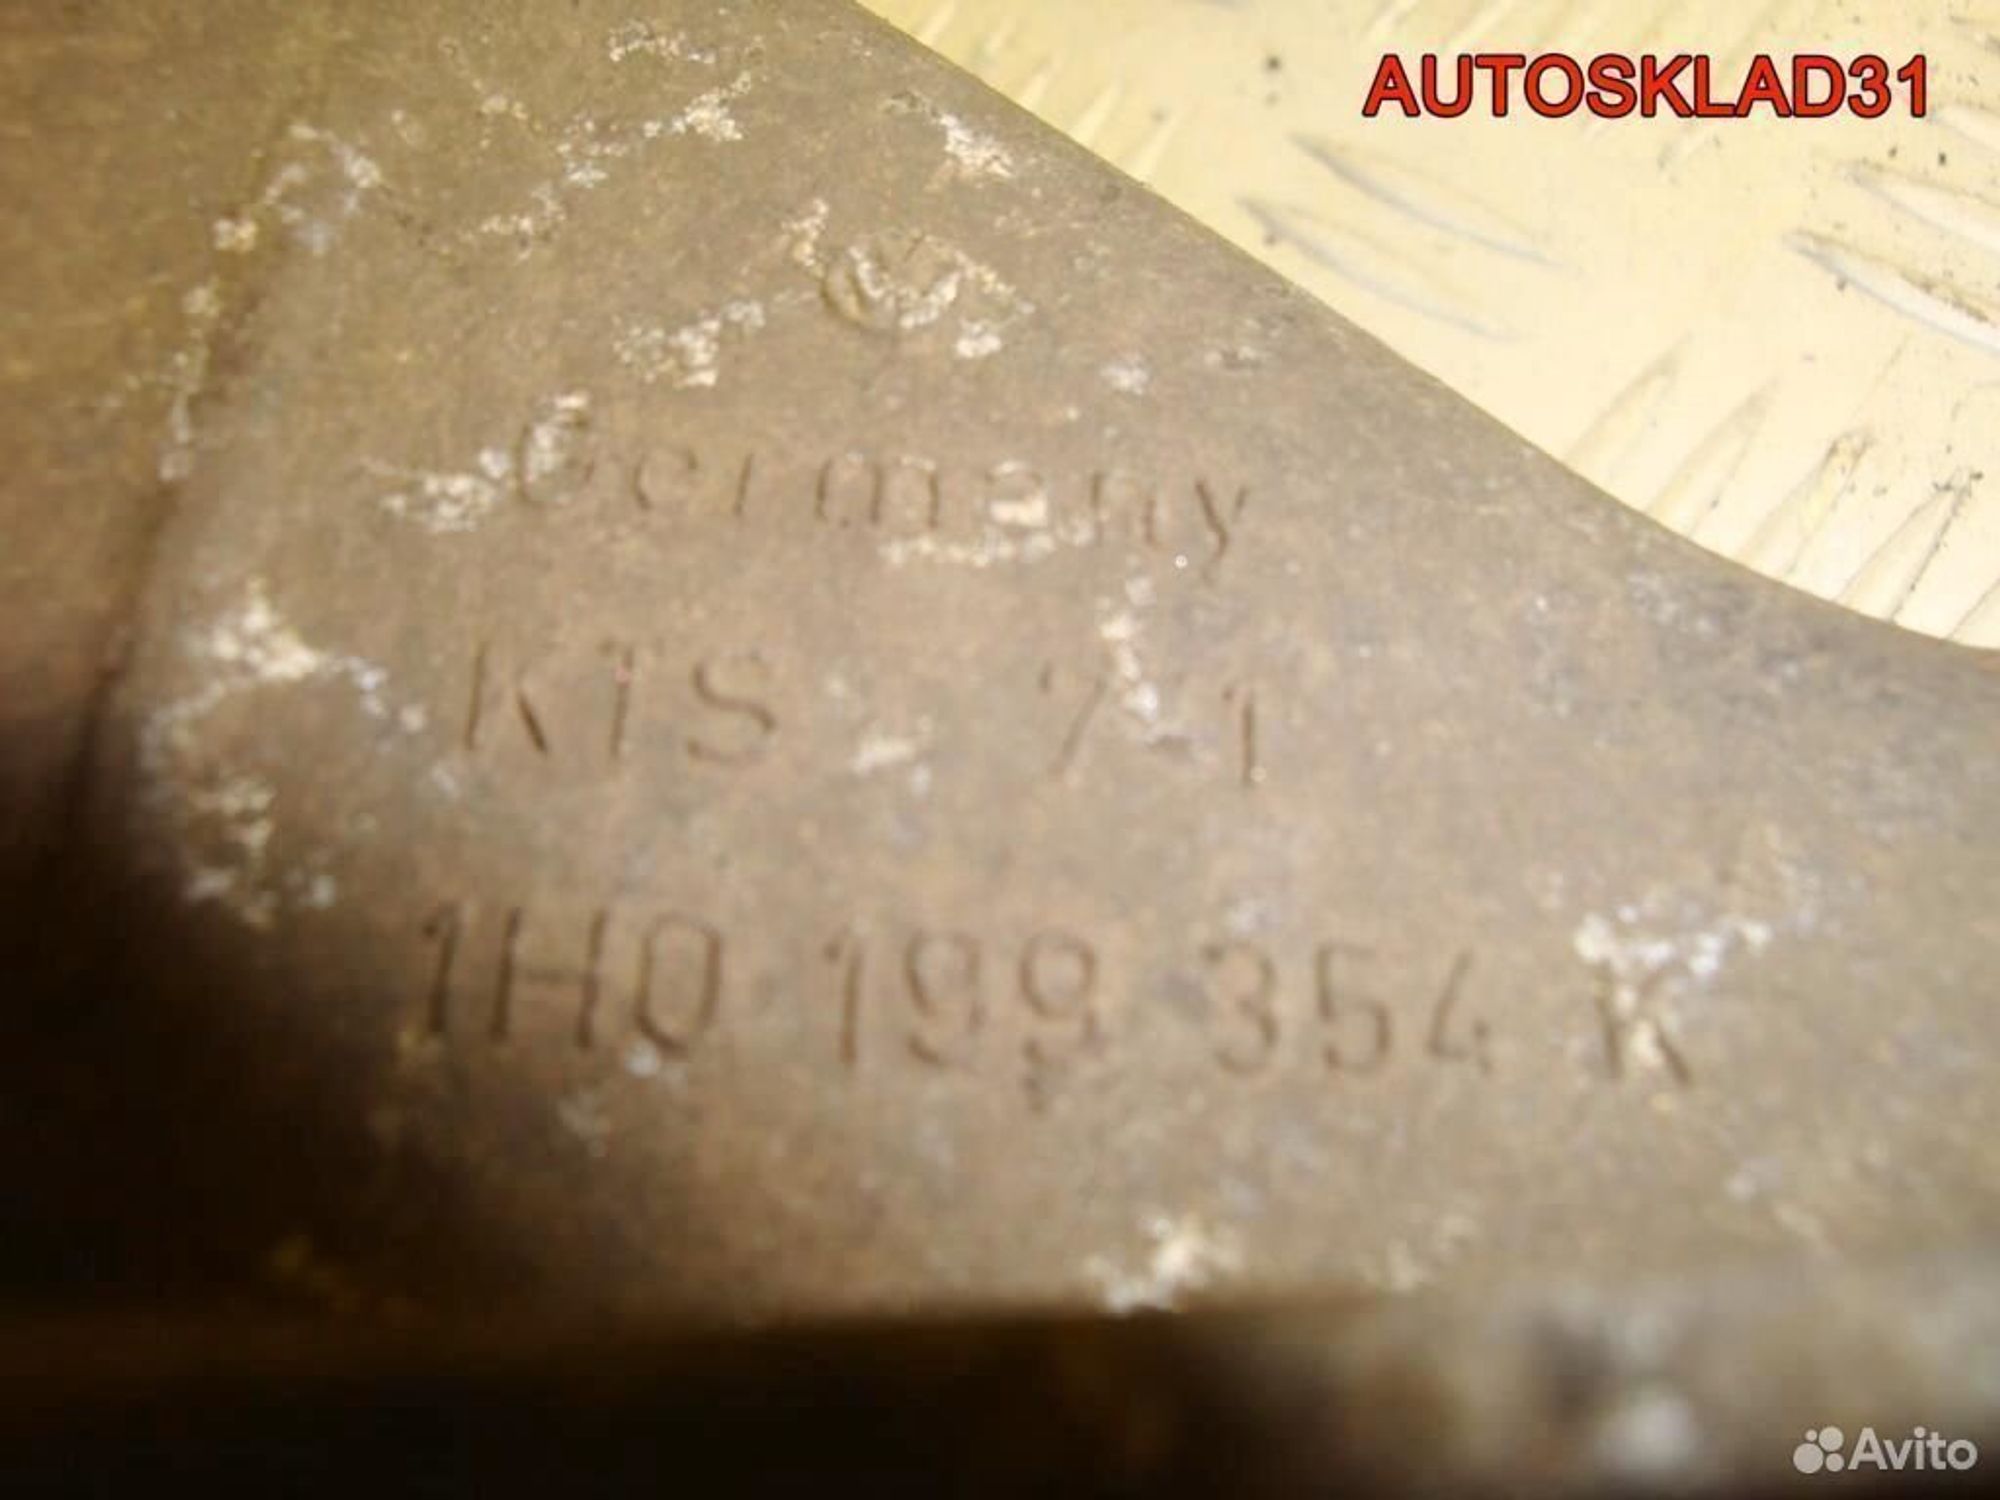 AUTOSKLAD31
Germany
KTS 71
1H0 199 354 K
Avito